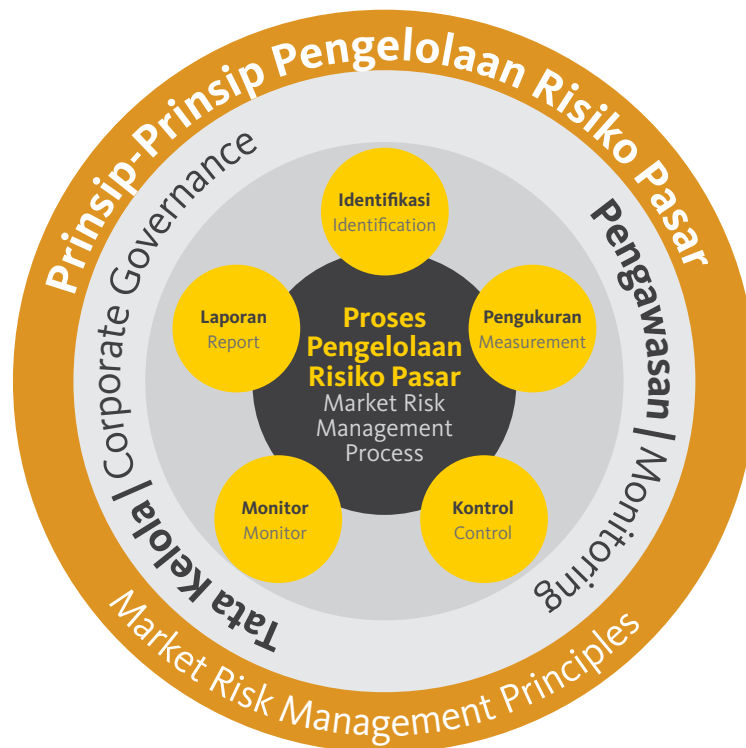 Prinsip-Prinsip Pengelolaan Risiko Pasar
Tata Kelola | Corporate Governance
Pengawasan | Monitoring
Identifikasi
Identification
Laporan
Report
Proses
Pengelolaan
Risiko Pasar
Market Risk
Management
Process
Pengukuran
Measurement
Monitor
Monitor
Kontrol
Control
Market Risk Management Principles